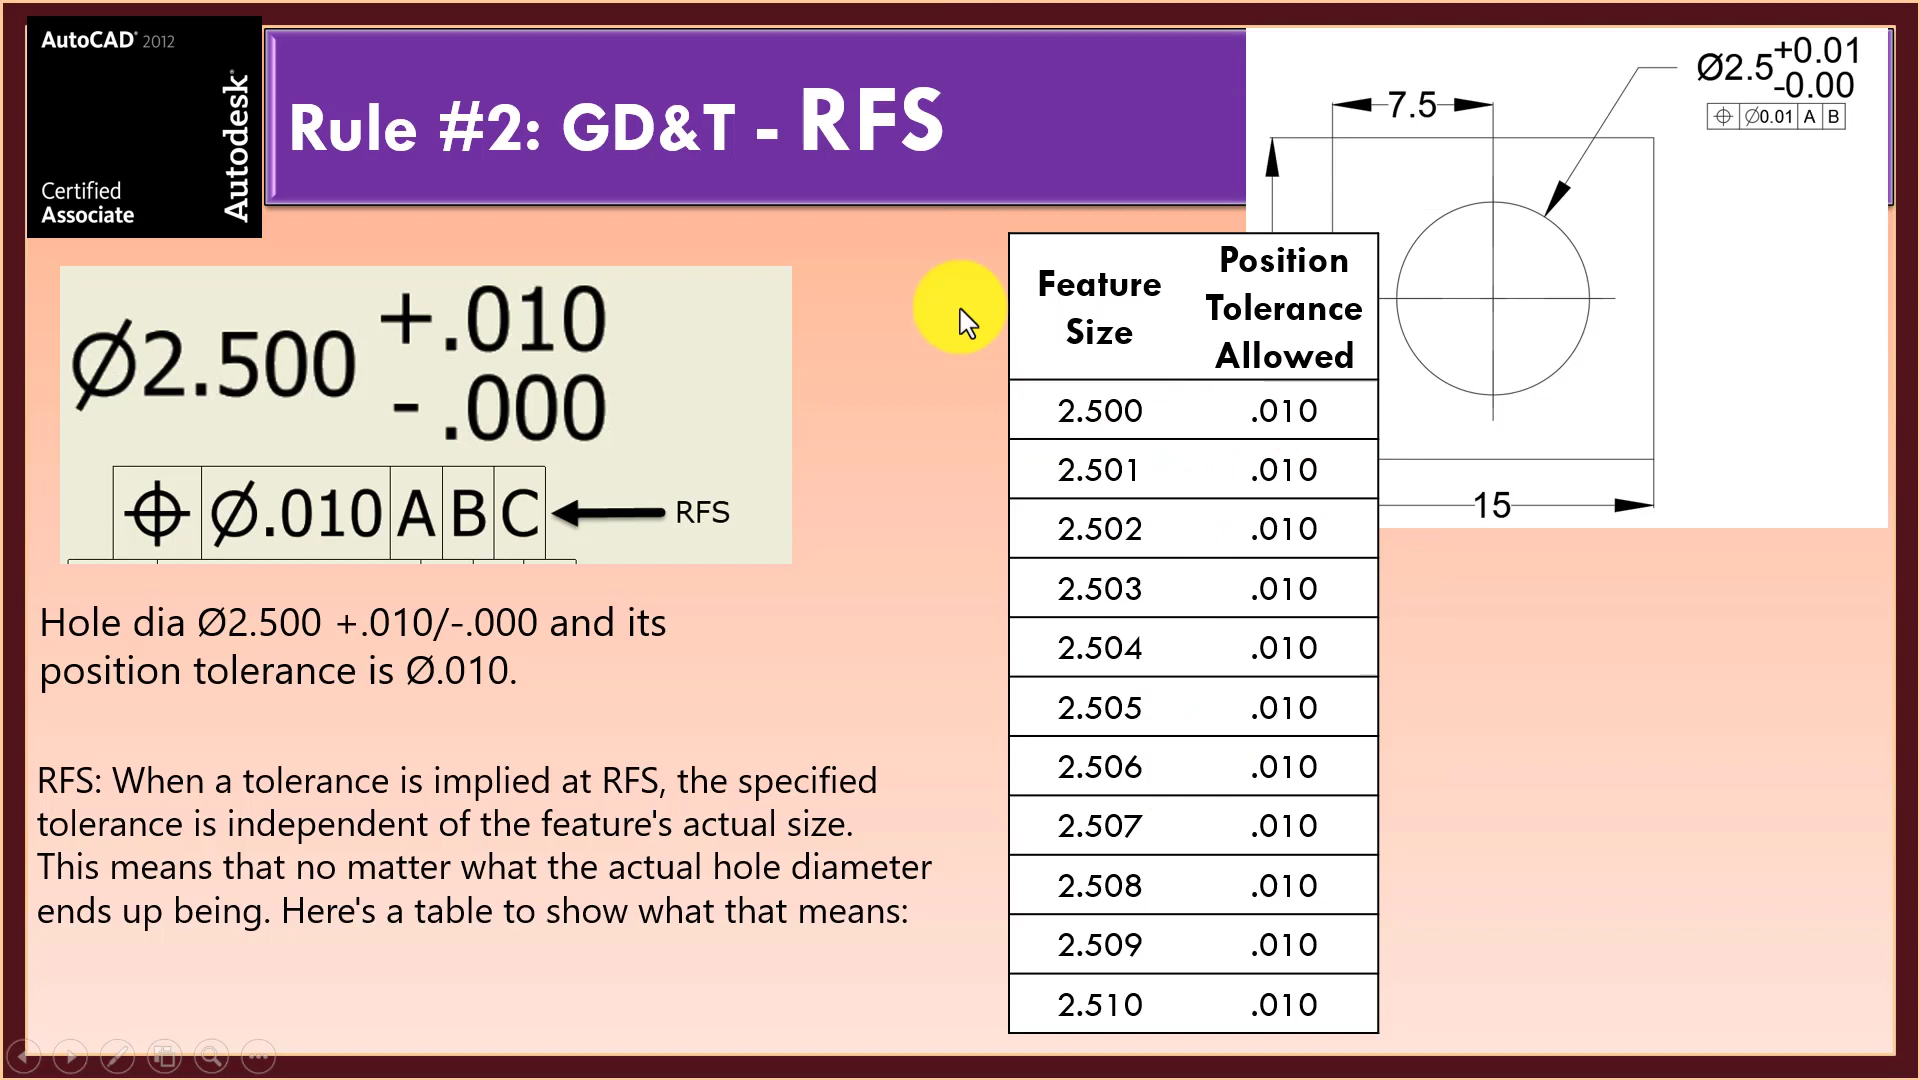 AutoCAD® 2012
Autodesk®
Certified
Associate
Rule #2: GD&T - RFS
Ø2.5 +0.01
-0.00
⌖ Ø0.01 A B
7.5
15
Ø2.500 +.010
- .000
⌖ Ø.010 A B C
RFS
Hole dia Ø2.500 +.010/-.000 and its
position tolerance is Ø.010.
RFS: When a tolerance is implied at RFS, the specified
tolerance is independent of the feature's actual size.
This means that no matter what the actual hole diameter
ends up being. Here's a table to show what that means:
Feature Size Position Tolerance Allowed
2.500 .010
2.501 .010
2.502 .010
2.503 .010
2.504 .010
2.505 .010
2.506 .010
2.507 .010
2.508 .010
2.509 .010
2.510 .010